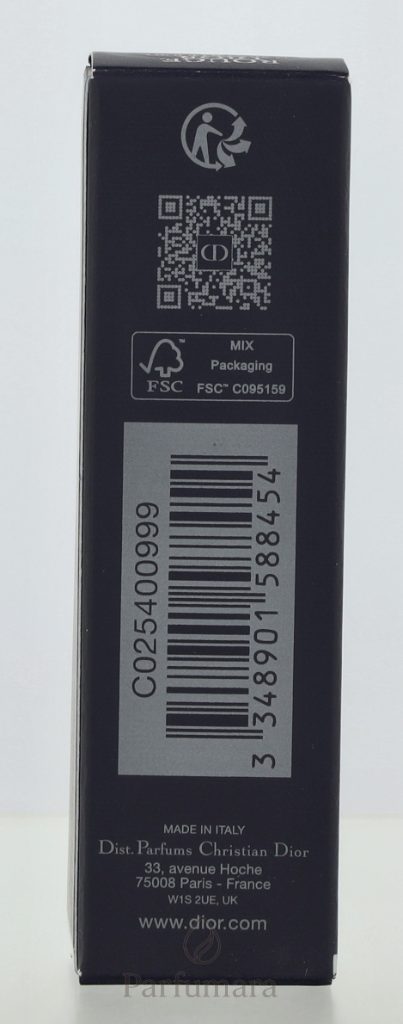 ROUGE
MIX
Packaging
FSC
FSC™ C095159
C025400999
3 348901 588454
MADE IN ITALY
Dist. Parfums Christian Dior
33, avenue Hoche
75008 Paris - France
W1S 2UE, UK
www.dior.com
Parfumara